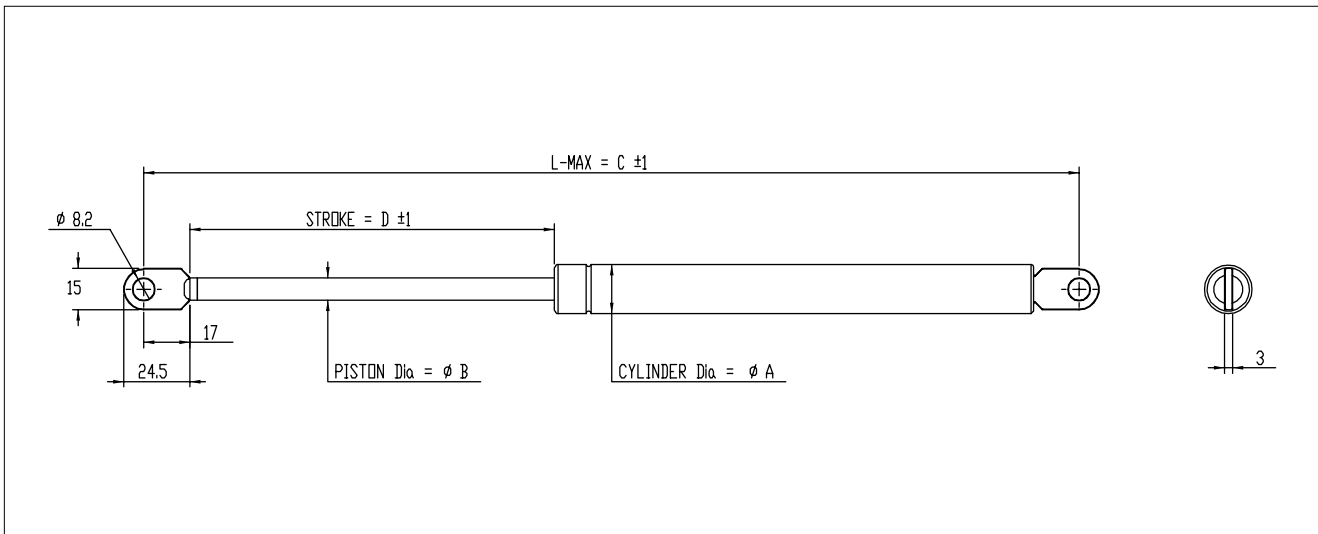 L-MAX = C ±1
STROKE = D ±1
ϕ 8.2
15
17
24.5
PISTON Dia = ϕ B
CYLINDER Dia = ϕ A
3